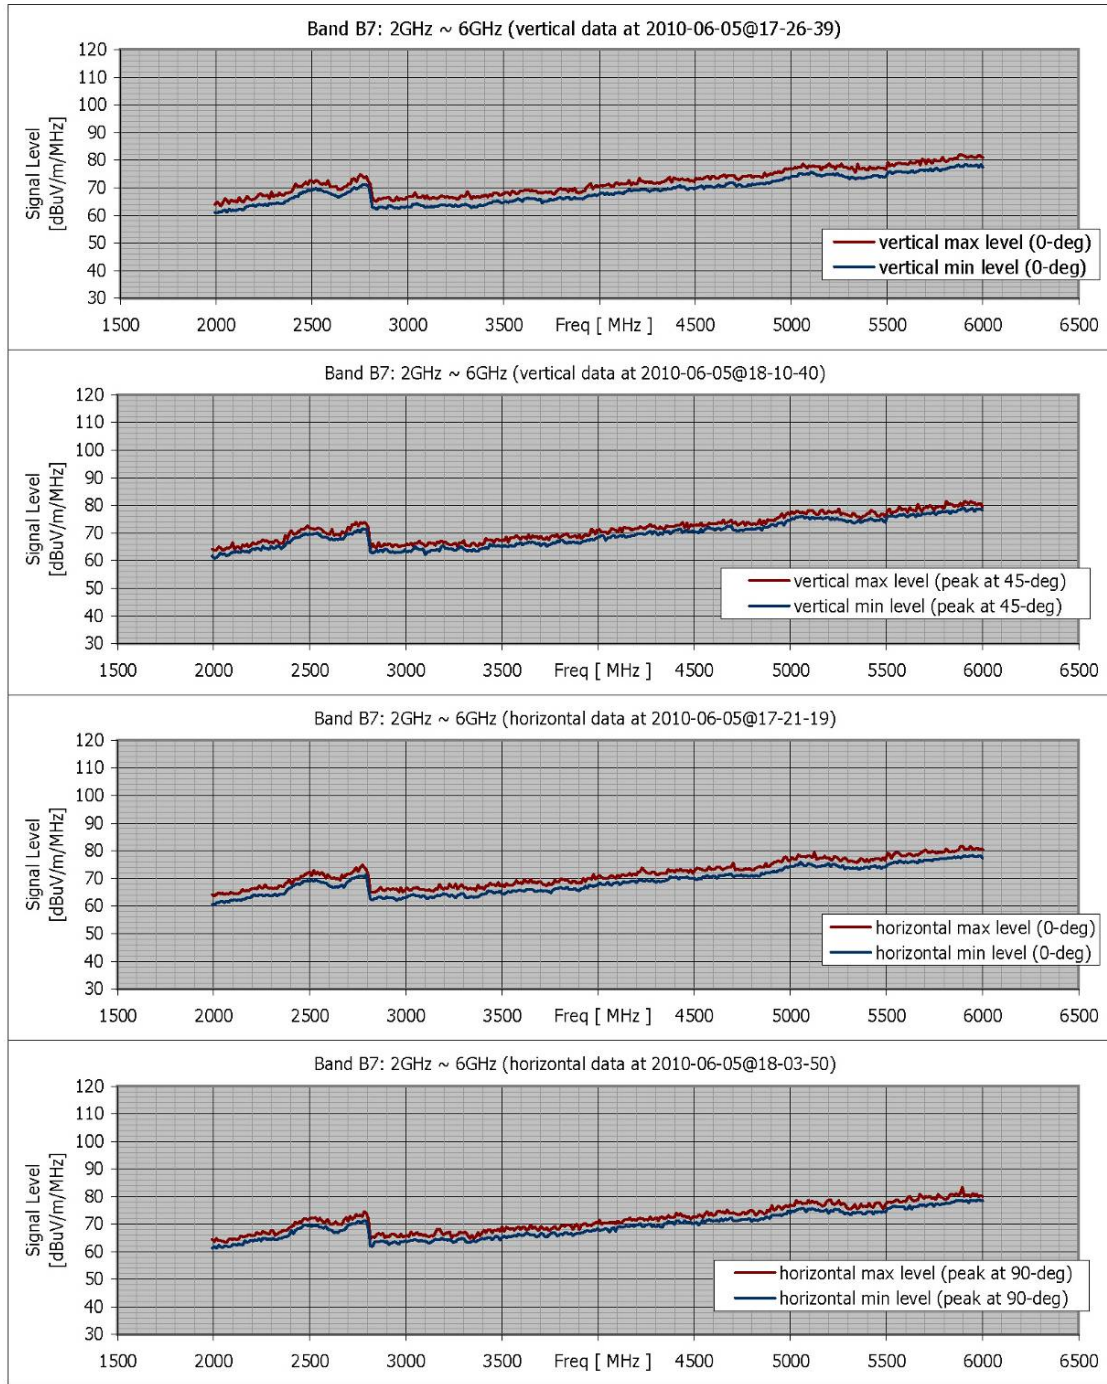 Band B7: 2GHz ~ 6GHz (vertical data at 2010-06-05@17-26-39)
120
110
100
90
80
70
60
50
40
30
Signal Level
[dBuV/m/MHz]
vertical max level (0-deg)
vertical min level (0-deg)
1500 2000 2500 3000 3500 Freq [ MHz ] 4500 5000 5500 6000 6500
Band B7: 2GHz ~ 6GHz (vertical data at 2010-06-05@18-10-40)
120
110
100
90
80
70
60
50
40
30
Signal Level
[dBuV/m/MHz]
vertical max level (peak at 45-deg)
vertical min level (peak at 45-deg)
1500 2000 2500 3000 3500 Freq [ MHz ] 4500 5000 5500 6000 6500
Band B7: 2GHz ~ 6GHz (horizontal data at 2010-06-05@17-21-19)
120
110
100
90
80
70
60
50
40
30
Signal Level
[dBuV/m/MHz]
horizontal max level (0-deg)
horizontal min level (0-deg)
1500 2000 2500 3000 3500 Freq [ MHz ] 4500 5000 5500 6000 6500
Band B7: 2GHz ~ 6GHz (horizontal data at 2010-06-05@18-03-50)
120
110
100
90
80
70
60
50
40
30
Signal Level
[dBuV/m/MHz]
horizontal max level (peak at 90-deg)
horizontal min level (peak at 90-deg)
1500 2000 2500 3000 3500 Freq [ MHz ] 4500 5000 5500 6000 6500